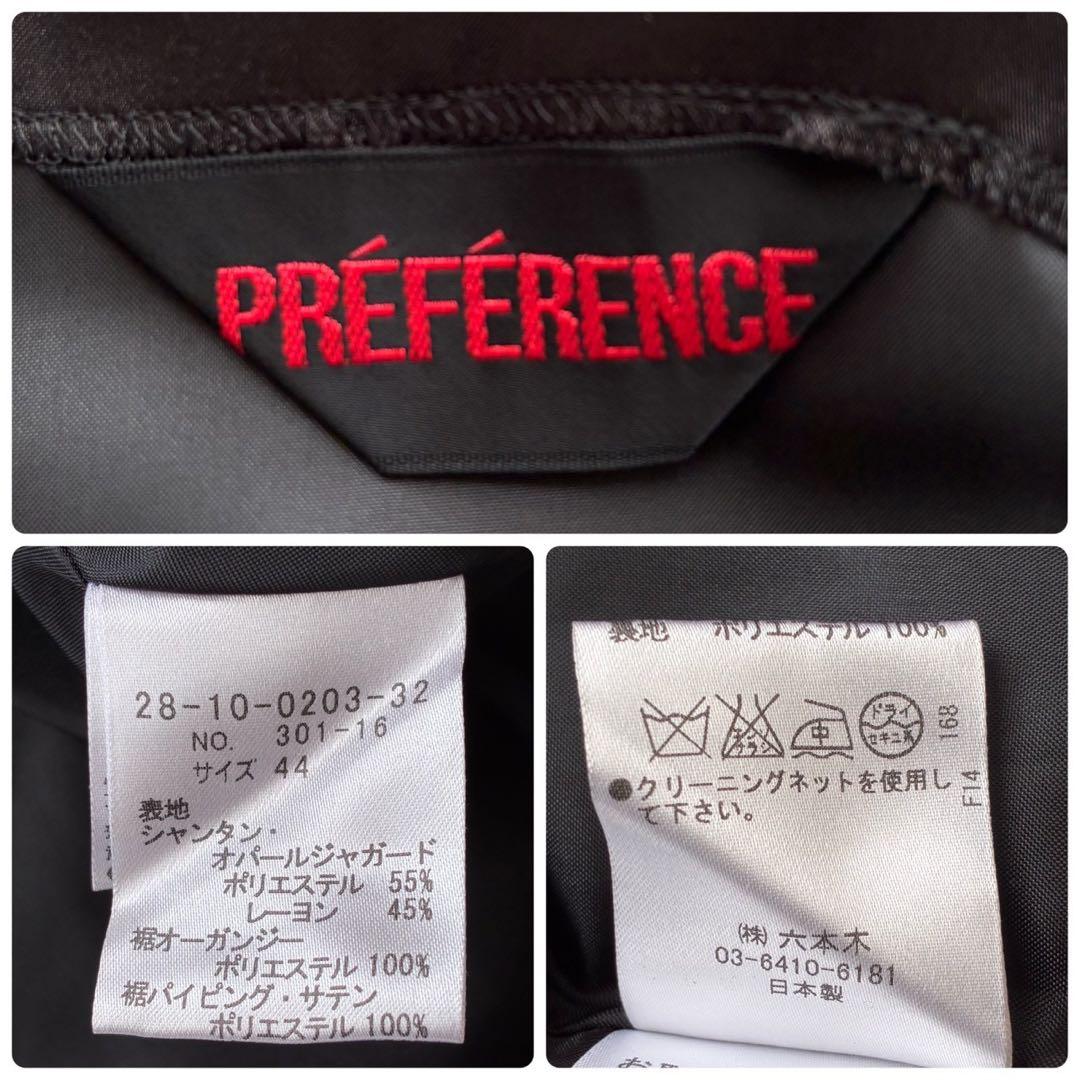 PRÉFÉRENCE
28-10-0203-32
NO. 301-16
サイズ 44
表地
シャンタン・
オパールジャガード
ポリエステル 55%
レーヨン 45%
裾オーガンジー
ポリエステル 100%
裾パイピング・サテン
ポリエステル 100%
裏地 ポリエステル 100%
中
ドライ
セキユ系
168
F14
●クリーニングネットを使用し
て下さい。
(株) 六本木
03-6410-6181
日本製